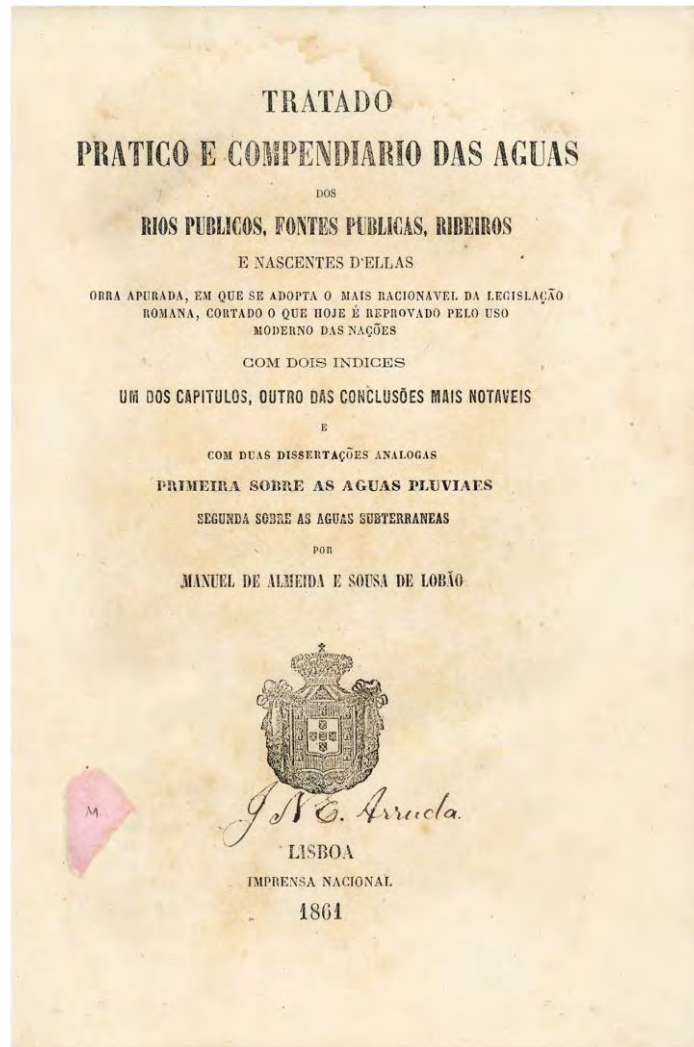 TRATADO
PRATICO E COMPENDIARIO DAS AGUAS
DOS
RIOS PUBLICOS, FONTES PUBLICAS, RIBEIROS
E NASCENTES D'ELLAS
OBRA APURADA, EM QUE SE ADOPTA O MAIS RACIONAVEL DA LEGISLAÇÃO
ROMANA, CORTADO O QUE HOJE É REPROVADO PELO USO
MODERNO DAS NAÇÕES
COM DOIS INDICES
UM DOS CAPITULOS, OUTRO DAS CONCLUSÕES MAIS NOTAVEIS
E
COM DUAS DISSERTAÇÕES ANALOGAS
PRIMEIRA SOBRE AS AGUAS PLUVIAES
SEGUNDA SOBRE AS AGUAS SUBTERRANEAS
POR
MANUEL DE ALMEIDA E SOUSA DE LOBÃO
J N E. Arruda.
M.
LISBOA
IMPRENSA NACIONAL
1861